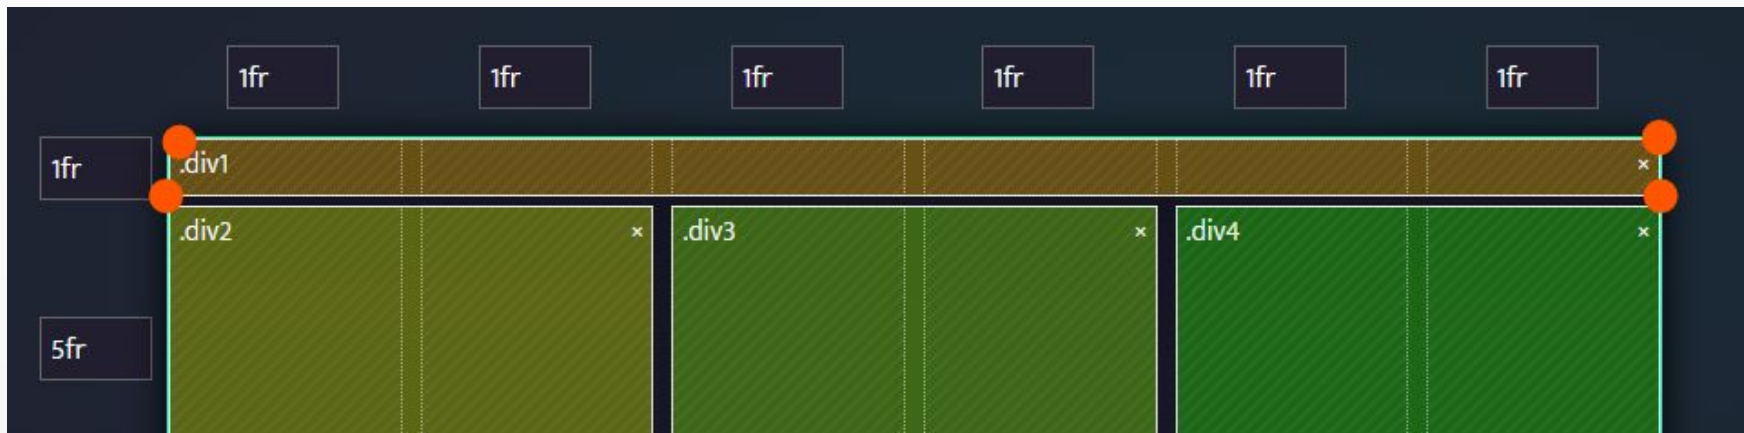 1fr 1fr 1fr 1fr 1fr 1fr
1fr
.div1 ×
.div2 × .div3 × .div4 ×
5fr